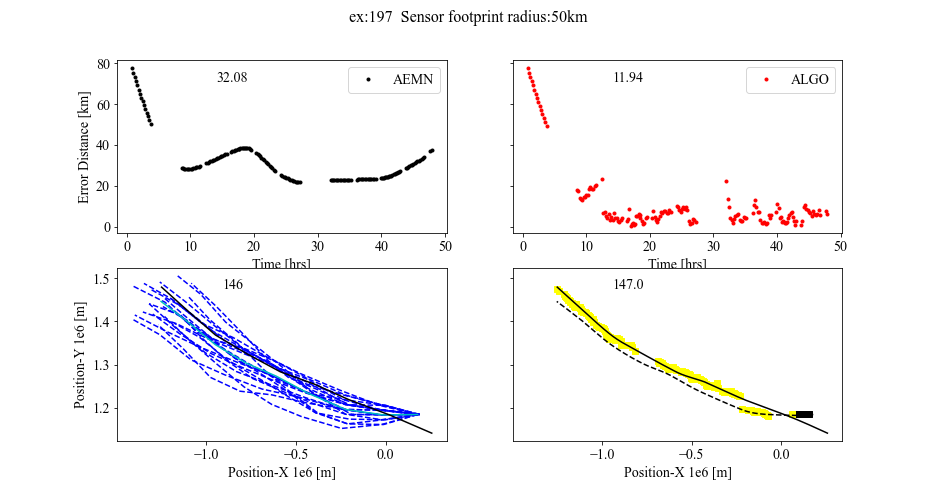 ex:197 Sensor footprint radius:50km
80
60
40
20
0
Error Distance [km]
32.08
AEMN
0 10 20 30 40 50
Time [hrs]
11.94
ALGO
0 10 20 30 40 50
Time [hrs]
1.5
1.4
1.3
1.2
Position-Y 1e6 [m]
146
−1.0 −0.5 0.0
Position-X 1e6 [m]
147.0
−1.0 −0.5 0.0
Position-X 1e6 [m]